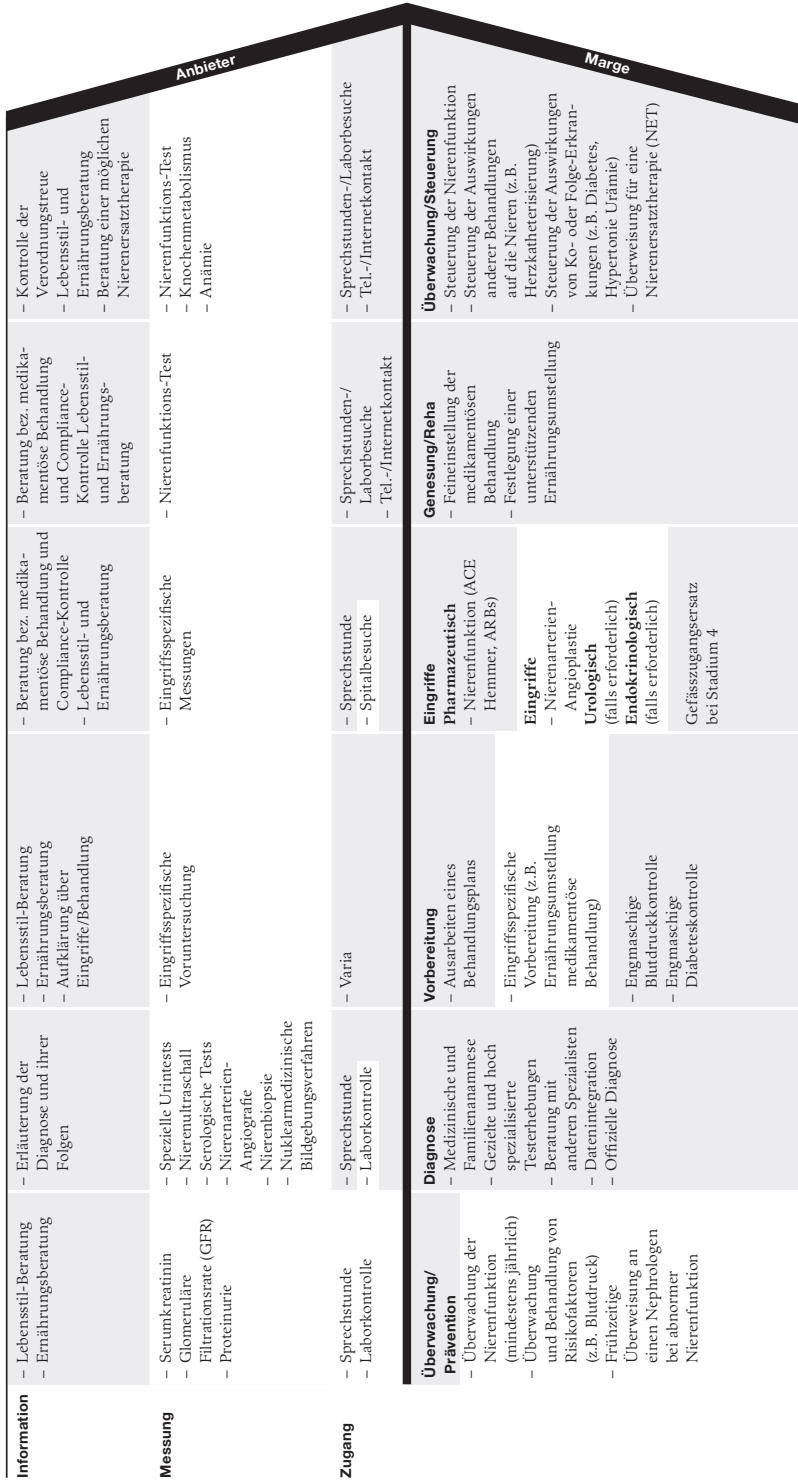 Information
– Lebensstil-Beratung
– Ernährungsberatung
– Erläuterung der
Diagnose und ihrer
Folgen
– Lebensstil-Beratung
– Ernährungsberatung
– Aufklärung über
Eingriffe/Behandlung
– Beratung bez. medika-
mentöse Behandlung und
Compliance-Kontrolle
– Lebensstil- und
Ernährungsberatung
– Beratung bez. medika-
mentöse Behandlung
und Compliance-
Kontrolle Lebensstil-
und Ernährungs-
beratung
– Kontrolle der
Verordnungstreue
– Lebensstil- und
Ernährungsberatung
– Beratung einer möglichen
Nierenersatztherapie
Anbieter
Messung
– Serumkreatinin
– Glomeruläre
Filtrationsrate (GFR)
– Proteinurie
– Spezielle Urintests
– Nierenultraschall
– Serologische Tests
– Nierenarterien-
Angiografie
– Nierenbiopsie
– Nuklearmedizinische
Bildgebungsverfahren
– Eingriffsspezifische
Voruntersuchung
– Eingriffsspezifische
Messungen
– Nierenfunktions-Test
– Nierenfunktions-Test
– Knochenmetabolismus
– Anämie
Zugang
– Sprechstunde
– Laborkontrolle
– Sprechstunde
– Laborkontrolle
– Varia
– Sprechstunde
– Spitalbesuche
– Sprechstunden-/
Laborbesuche
– Tel.-/Internetkontakt
– Sprechstunden-/Laborbesuche
– Tel.-/Internetkontakt
Überwachung/
Prävention
– Überwachung der
Nierenfunktion
(mindestens jährlich)
– Überwachung
und Behandlung von
Risikofaktoren
(z.B. Blutdruck)
– Frühzeitige
Überweisung an
einen Nephrologen
bei abnormer
Nierenfunktion
Diagnose
– Medizinische und
Familienanamnese
– Gezielte und hoch
spezialisierte
Testerhebungen
– Beratung mit
anderen Spezialisten
– Datenintegration
– Offizielle Diagnose
Vorbereitung
– Ausarbeiten eines
Behandlungsplans
– Eingriffsspezifische
Vorbereitung (z.B.
Ernährungsumstellung
medikamentöse
Behandlung)
– Engmaschige
Blutdruckkontrolle
– Engmaschige
Diabeteskontrolle
Eingriffe
Pharmazeutisch
– Nierenfunktion (ACE
Hemmer, ARBs)
Eingriffe
– Nierenarterien-
Angioplastie
Urologisch
(falls erforderlich)
Endokrinologisch
(falls erforderlich)
Gefässzugangsersatz
bei Stadium 4
Genesung/Reha
– Feineinstellung der
medikamentösen
Behandlung
– Festlegung einer
unterstützenden
Ernährungsumstellung
Überwachung/Steuerung
– Steuerung der Nierenfunktion
– Steuerung der Auswirkungen
anderer Behandlungen
auf die Nieren (z.B.
Herzkatheterisierung)
– Steuerung der Auswirkungen
von Ko- oder Folge-Erkran-
kungen (z.B. Diabetes,
Hypertonie Urämie)
– Überweisung für eine
Nierenersatztherapie (NET)
Marge